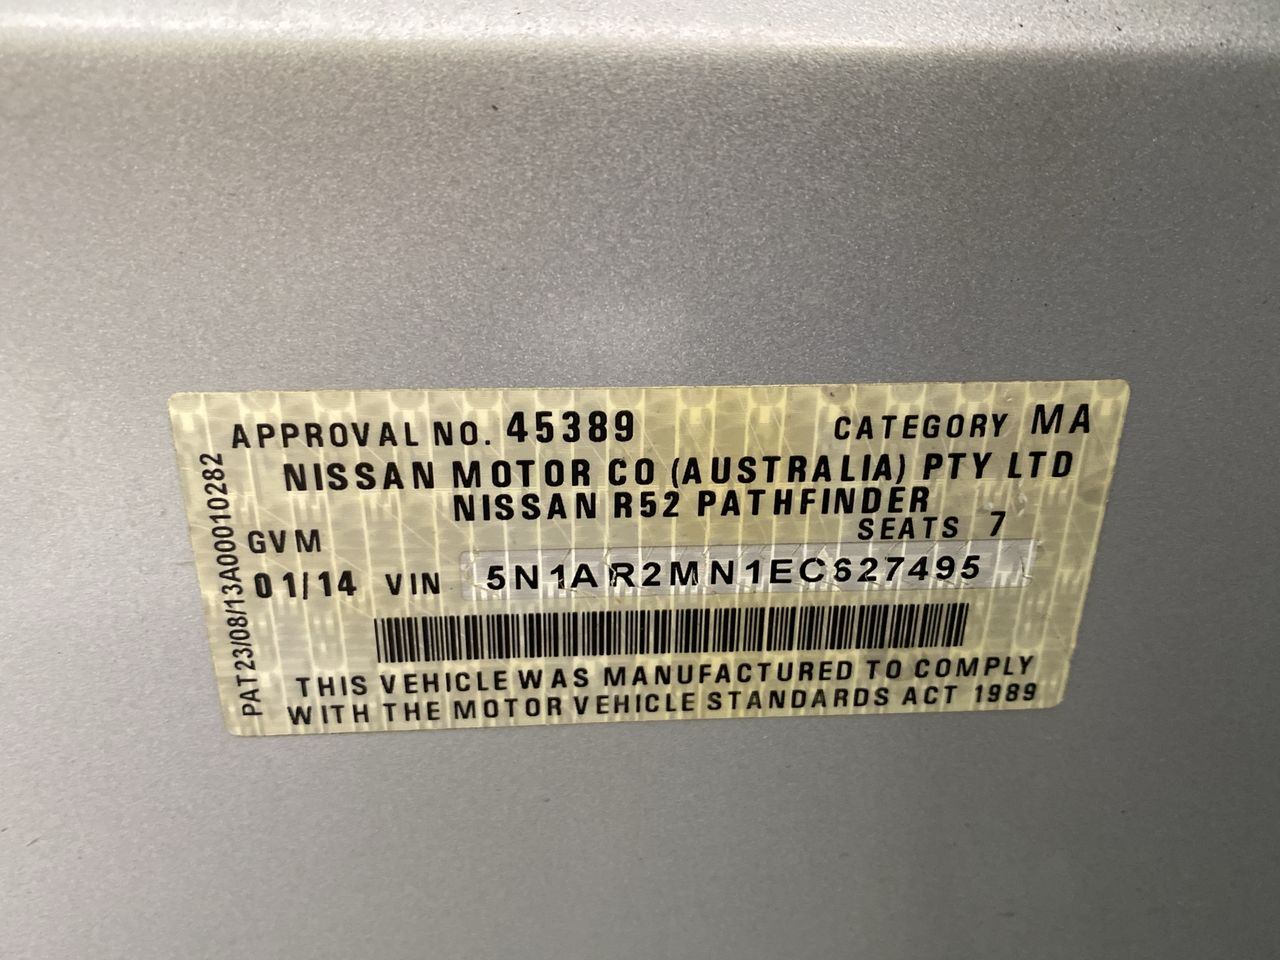 APPROVAL NO. 45389 CATEGORY MA
NISSAN MOTOR CO (AUSTRALIA) PTY LTD
NISSAN R52 PATHFINDER
SEATS 7
GVM
01/14 VIN 5N1AR2MN1EC627495
THIS VEHICLE WAS MANUFACTURED TO COMPLY
WITH THE MOTOR VEHICLE STANDARDS ACT 1989
PAT23/08/13A00010282